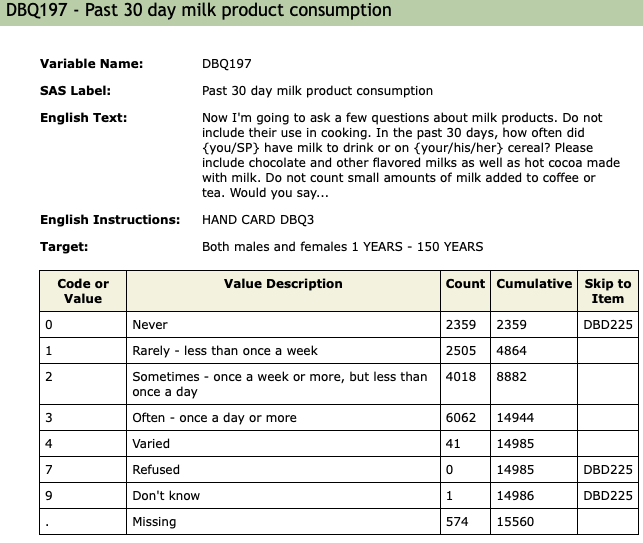 DBQ197 - Past 30 day milk product consumption
Variable Name: DBQ197
SAS Label: Past 30 day milk product consumption
English Text: Now I'm going to ask a few questions about milk products. Do not
include their use in cooking. In the past 30 days, how often did
{you/SP} have milk to drink or on {your/his/her} cereal? Please
include chocolate and other flavored milks as well as hot cocoa made
with milk. Do not count small amounts of milk added to coffee or
tea. Would you say...
English Instructions: HAND CARD DBQ3
Target: Both males and females 1 YEARS - 150 YEARS
Code or Value Value Description Count Cumulative Skip to Item
0 Never 2359 2359 DBD225
1 Rarely - less than once a week 2505 4864
2 Sometimes - once a week or more, but less than 4018 8882
once a day
3 Often - once a day or more 6062 14944
4 Varied 41 14985
7 Refused 0 14985 DBD225
9 Don't know 1 14986 DBD225
. Missing 574 15560